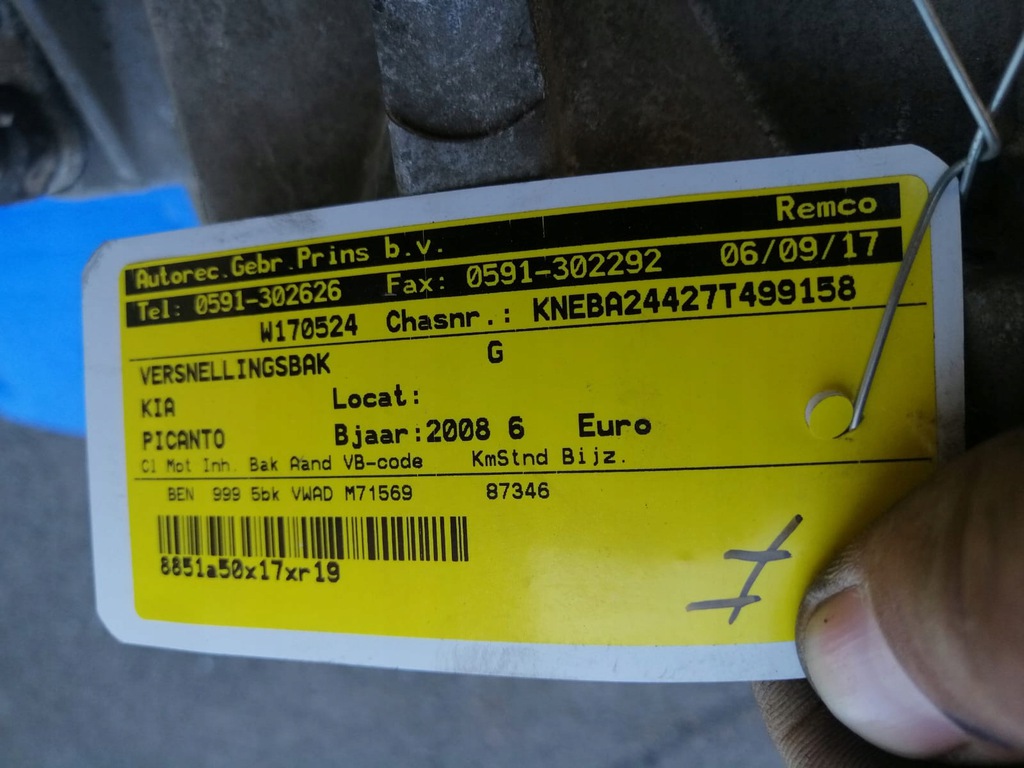 Autorec.Gebr.Prins b.v. Remco
Tel: 0591-302626 Fax: 0591-302292 06/09/17
W170524 Chasnr.: KNEBA24427T499158
VERSNELLINGSBAK G
KIA Locat:
PICANTO Bjaar:2008 6 Euro
Cl Mot Inh. Bak Aand VB-code KmStnd Bijz.
BEN 999 5bk VWAD M71569 87346
8851a50x17xr19